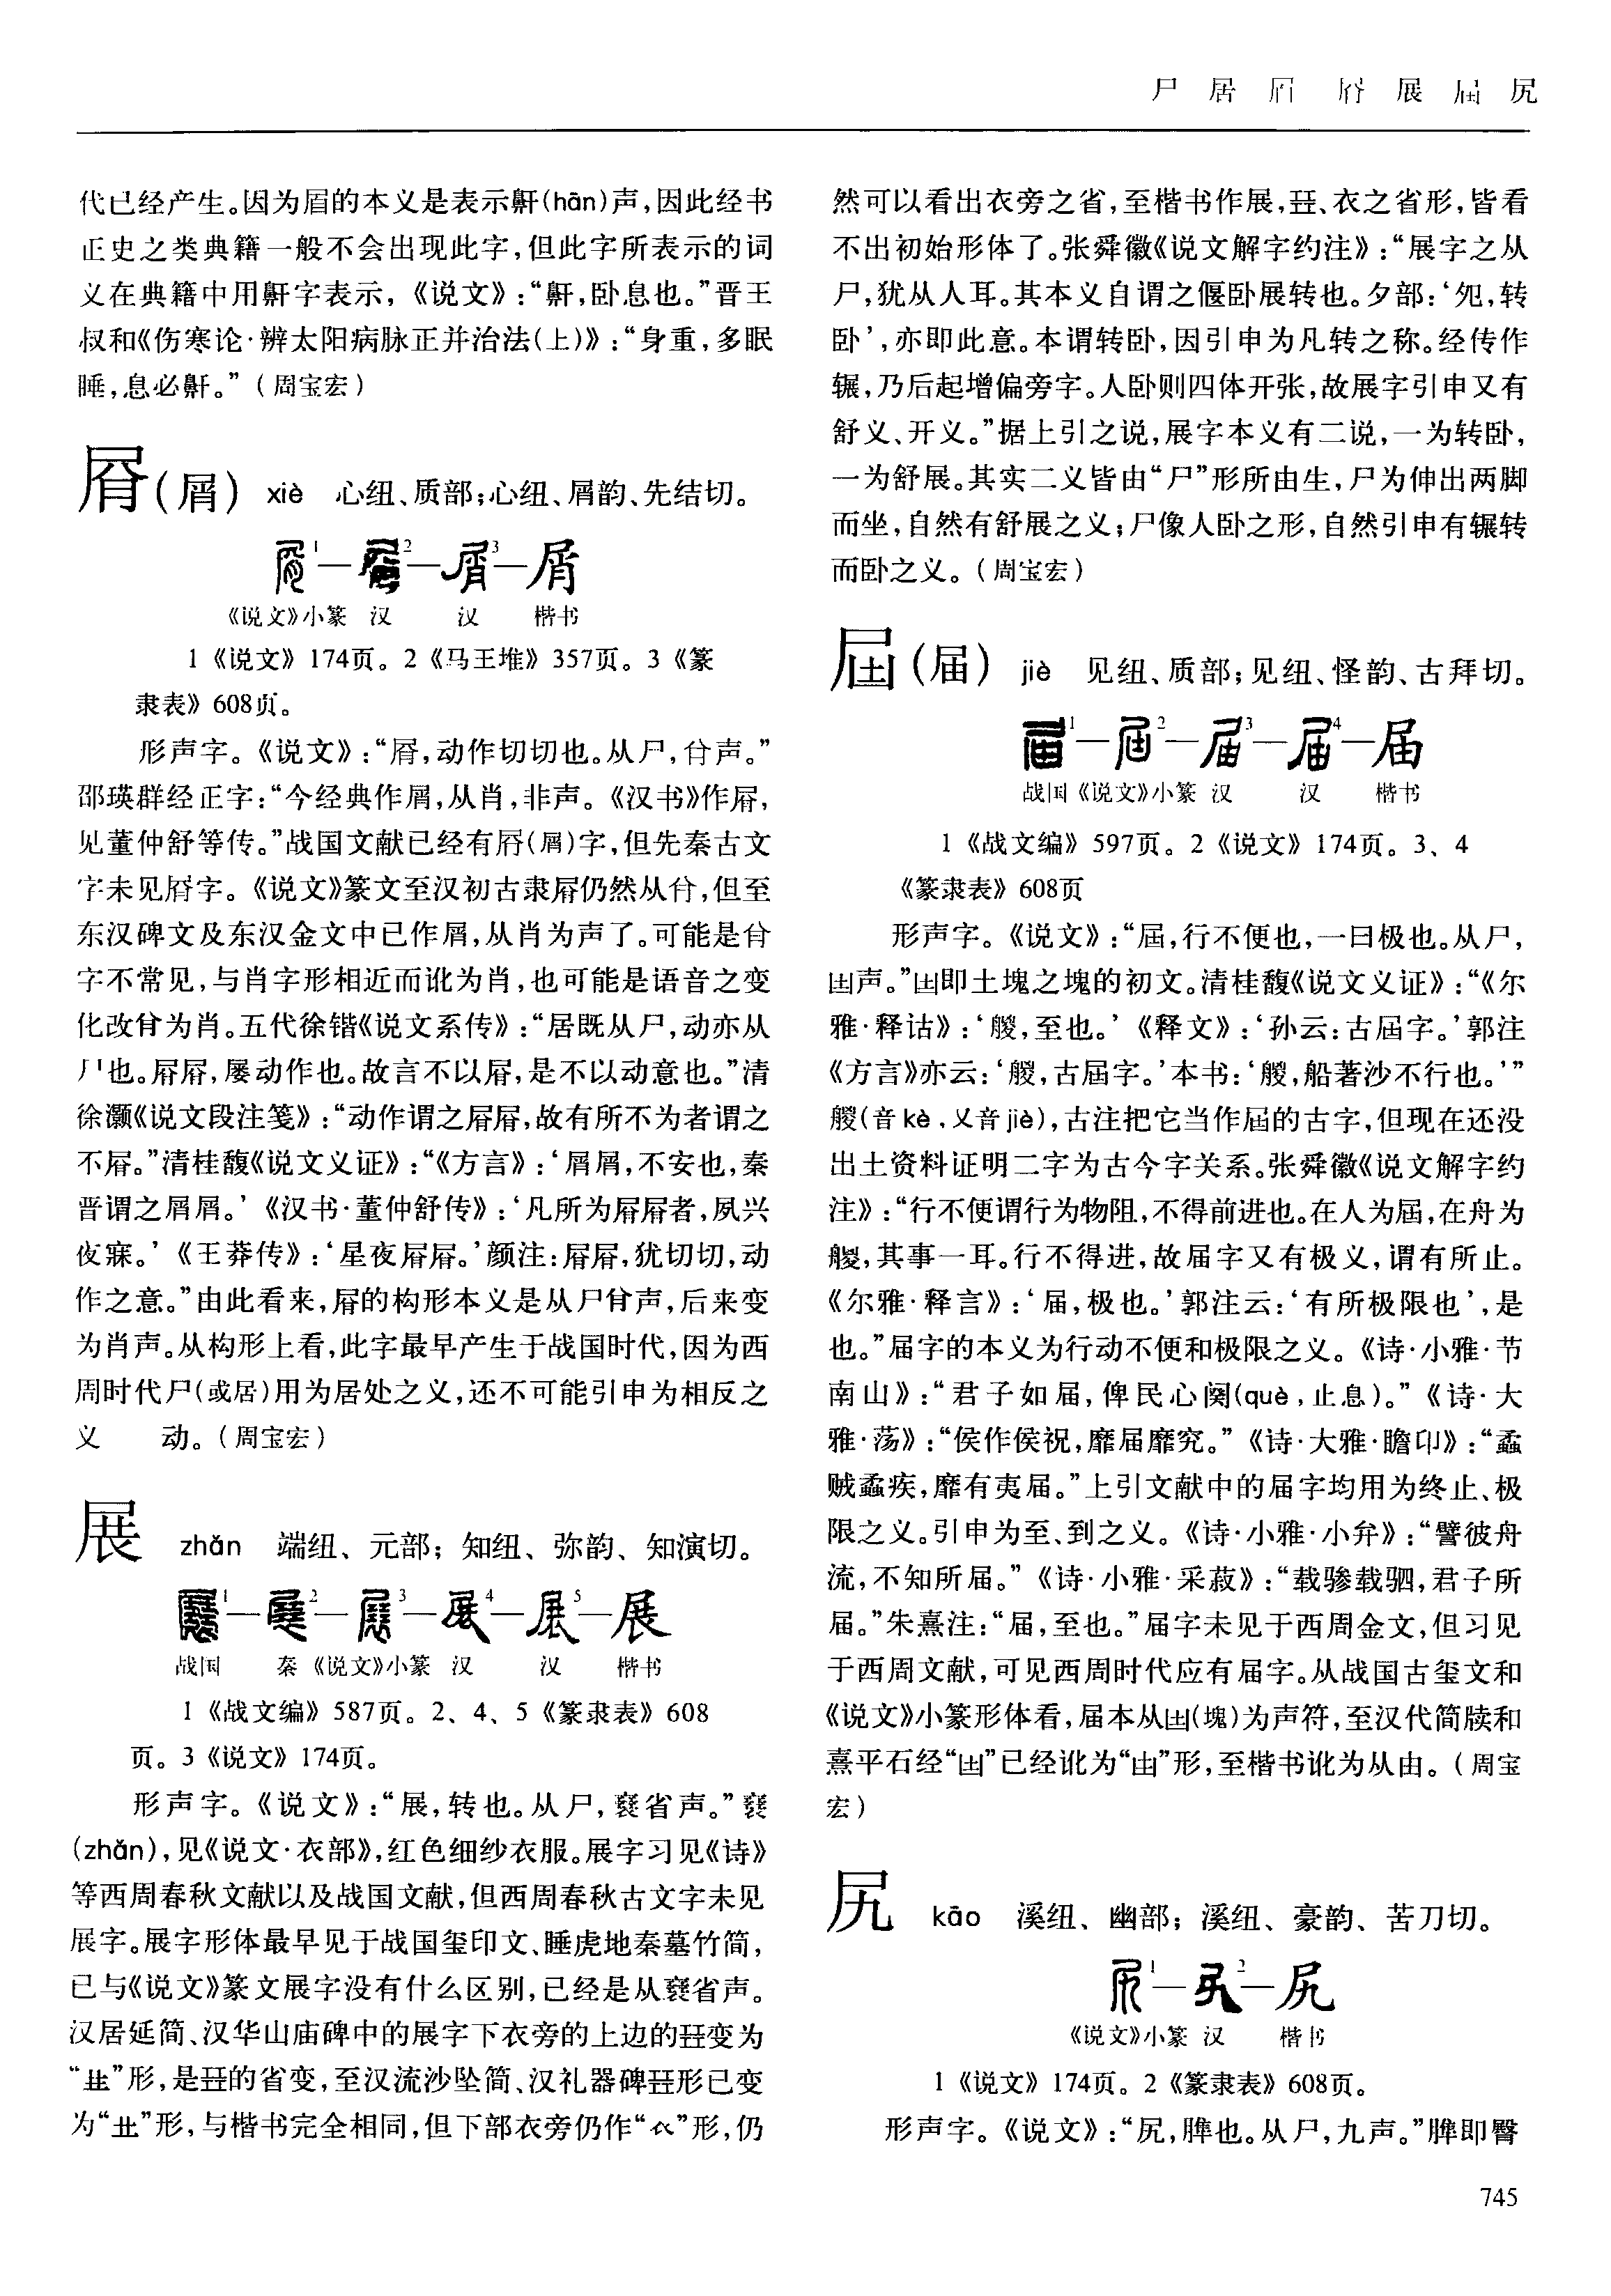 尸 居 眉 㞕 展 屆 尻
代已经产生。因为眉的本义是表示鼾(hān)声,因此经书
正史之类典籍一般不会出现此字,但此字所表示的词
义在典籍中用鼾字表示,《说文》:“鼾,卧息也。”晋王
叔和《伤寒论·辨太阳病脉正并治法(上)》:“身重,多眠
睡,息必鼾。”(周宝宏)
㞕(屑) xiè 心纽、质部;心纽、屑韵、先结切。
1—2—3—屑
《说文》小篆 汉 汉 楷书
1《说文》174页。2《马王堆》357页。3《篆
隶表》608页。
形声字。《说文》:“㞕,动作切切也。从尸,㑜声。”
邵瑛群经正字:“今经典作屑,从肖,非声。《汉书》作㞕,
见董仲舒等传。”战国文献已经有㞕(屑)字,但先秦古文
字未见㞕字。《说文》篆文至汉初古隶㞕仍然从㑜,但至
东汉碑文及东汉金文中已作屑,从肖为声了。可能是㑜
字不常见,与肖字形相近而讹为肖,也可能是语音之变
化改㑜为肖。五代徐锴《说文系传》:“居既从尸,动亦从
尸也。㞕㞕,屡动作也。故言不以㞕,是不以动意也。”清
徐灏《说文段注笺》:“动作谓之㞕㞕,故有所不为者谓之
不㞕。”清桂馥《说文义证》:“《方言》:‘屑屑,不安也,秦
晋谓之屑屑。’《汉书·董仲舒传》:‘凡所为㞕㞕者,夙兴
夜寐。’《王莽传》:‘星夜㞕㞕。’颜注:㞕㞕,犹切切,动
作之意。”由此看来,㞕的构形本义是从尸㑜声,后来变
为肖声。从构形上看,此字最早产生于战国时代,因为西
周时代尸(或居)用为居处之义,还不可能引申为相反之
义 动。(周宝宏)
展 zhǎn 端纽、元部;知纽、弥韵、知演切。
1—2—3—4—5—展
战国 秦 《说文》小篆 汉 汉 楷书
1《战文编》587页。2、4、5《篆隶表》608
页。3《说文》174页。
形声字。《说文》:“展,转也。从尸,襄省声。”襄
(zhǎn),见《说文·衣部》,红色细纱衣服。展字习见《诗》
等西周春秋文献以及战国文献,但西周春秋古文字未见
展字。展字形体最早见于战国玺印文、睡虎地秦墓竹简,
已与《说文》篆文展字没有什么区别,已经是从襄省声。
汉居延简、汉华山庙碑中的展字下衣旁的上边的㠭变为
“㐀”形,是㠭的省变,至汉流沙坠简、汉礼器碑㠭形已变
为“龷”形,与楷书完全相同,但下部衣旁仍作“𧘇”形,仍
然可以看出衣旁之省,至楷书作展,㠭、衣之省形,皆看
不出初始形体了。张舜徽《说文解字约注》:“展字之从
尸,犹从人耳。其本义自谓之偃卧展转也。夕部:‘夗,转
卧’,亦即此意。本谓转卧,因引申为凡转之称。经传作
辗,乃后起增偏旁字。人卧则四体开张,故展字引申又有
舒义、开义。”据上引之说,展字本义有二说,一为转卧,
一为舒展。其实二义皆由“尸”形所由生,尸为伸出两脚
而坐,自然有舒展之义;尸像人卧之形,自然引申有辗转
而卧之义。(周宝宏)
屆(届) jiè 见纽、质部;见纽、怪韵、古拜切。
1—2—3—4—届
战国 《说文》小篆 汉 汉 楷书
1《战文编》597页。2《说文》174页。3、4
《篆隶表》608页
形声字。《说文》:“屆,行不便也,一曰极也。从尸,
凷声。”凷即土塊之塊的初文。清桂馥《说文义证》:“《尔
雅·释诂》:‘艐,至也。’《释文》:‘孙云:古屆字。’郭注
《方言》亦云:‘艐,古屆字。’本书:‘艐,船著沙不行也。’”
艐(音kè,又音jiè),古注把它当作屆的古字,但现在还没
出土资料证明二字为古今字关系。张舜徽《说文解字约
注》:“行不便谓行为物阻,不得前进也。在人为屆,在舟为
艐,其事一耳。行不得进,故届字又有极义,谓有所止。
《尔雅·释言》:‘届,极也。’郭注云:‘有所极限也’,是
也。”届字的本义为行动不便和极限之义。《诗·小雅·节
南山》:“君子如届,俾民心阕(què,止息)。”《诗·大
雅·荡》:“侯作侯祝,靡届靡究。”《诗·大雅·瞻卬》:“蟊
贼蟊疾,靡有夷届。”上引文献中的届字均用为终止、极
限之义。引申为至、到之义。《诗·小雅·小弁》:“譬彼舟
流,不知所届。”《诗·小雅·采菽》:“载骖载驷,君子所
届。”朱熹注:“届,至也。”届字未见于西周金文,但习见
于西周文献,可见西周时代应有届字。从战国古玺文和
《说文》小篆形体看,届本从凷(塊)为声符,至汉代简牍和
熹平石经“凷”已经讹为“由”形,至楷书讹为从由。(周宝
宏)
尻 kāo 溪纽、幽部;溪纽、豪韵、苦刀切。
1—2—尻
《说文》小篆 汉 楷书
1《说文》174页。2《篆隶表》608页。
形声字。《说文》:“尻,脾也。从尸,九声。”脾即臀
745